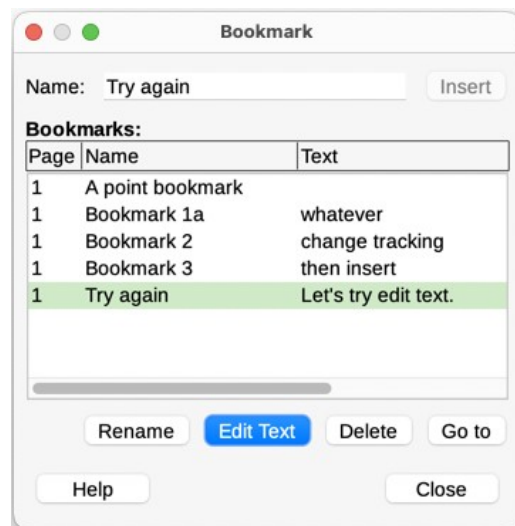 Bookmark
Name: Try again Insert
Bookmarks:
Page Name Text
1 A point bookmark
1 Bookmark 1a whatever
1 Bookmark 2 change tracking
1 Bookmark 3 then insert
1 Try again Let's try edit text.
Rename Edit Text Delete Go to
Help Close